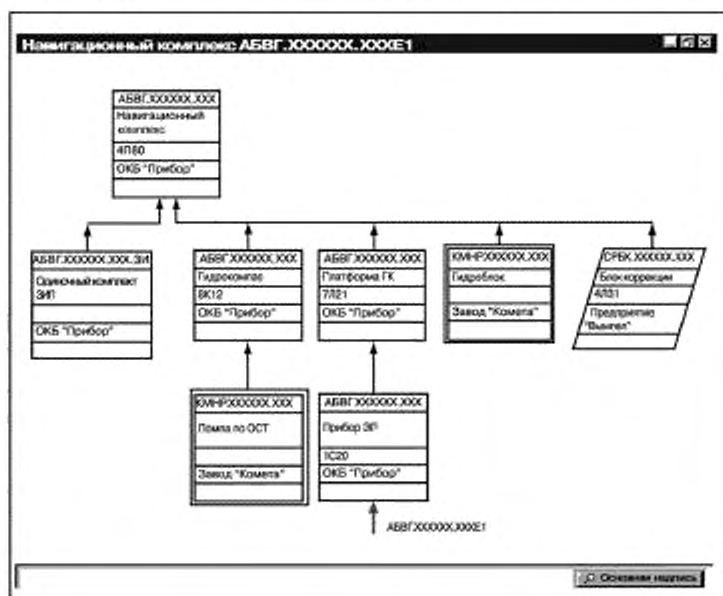 Навигационный комплекс АБВГ.XXXXXX.XXXЕ1
АБВГ.XXXXXX.XXX
Навигационный
комплекс
4П80
ОКБ "Прибор"
АБВГ.XXXXXX.XXX.ЗИ
Одиночный комплект
ЗИП
ОКБ "Прибор"
АБВГ.XXXXXX.XXX
Гидрокомпас
8К12
ОКБ "Прибор"
АБВГ.XXXXXX.XXX
Платформа ГК
7Л21
ОКБ "Прибор"
КМНР.XXXXXX.XXX
Гидроблок
Завод "Комета"
СРБК.XXXXXX.XXX
Блок коррекции
4Л31
Предприятие
"Вымпел"
КМНР.XXXXXX.XXX
Помпа по ОСТ
Завод "Комета"
АБВГ.XXXXXX.XXX
Прибор ЭП
1С20
ОКБ "Прибор"
АБВГ.XXXXXX.XXXЕ1
Основная надпись